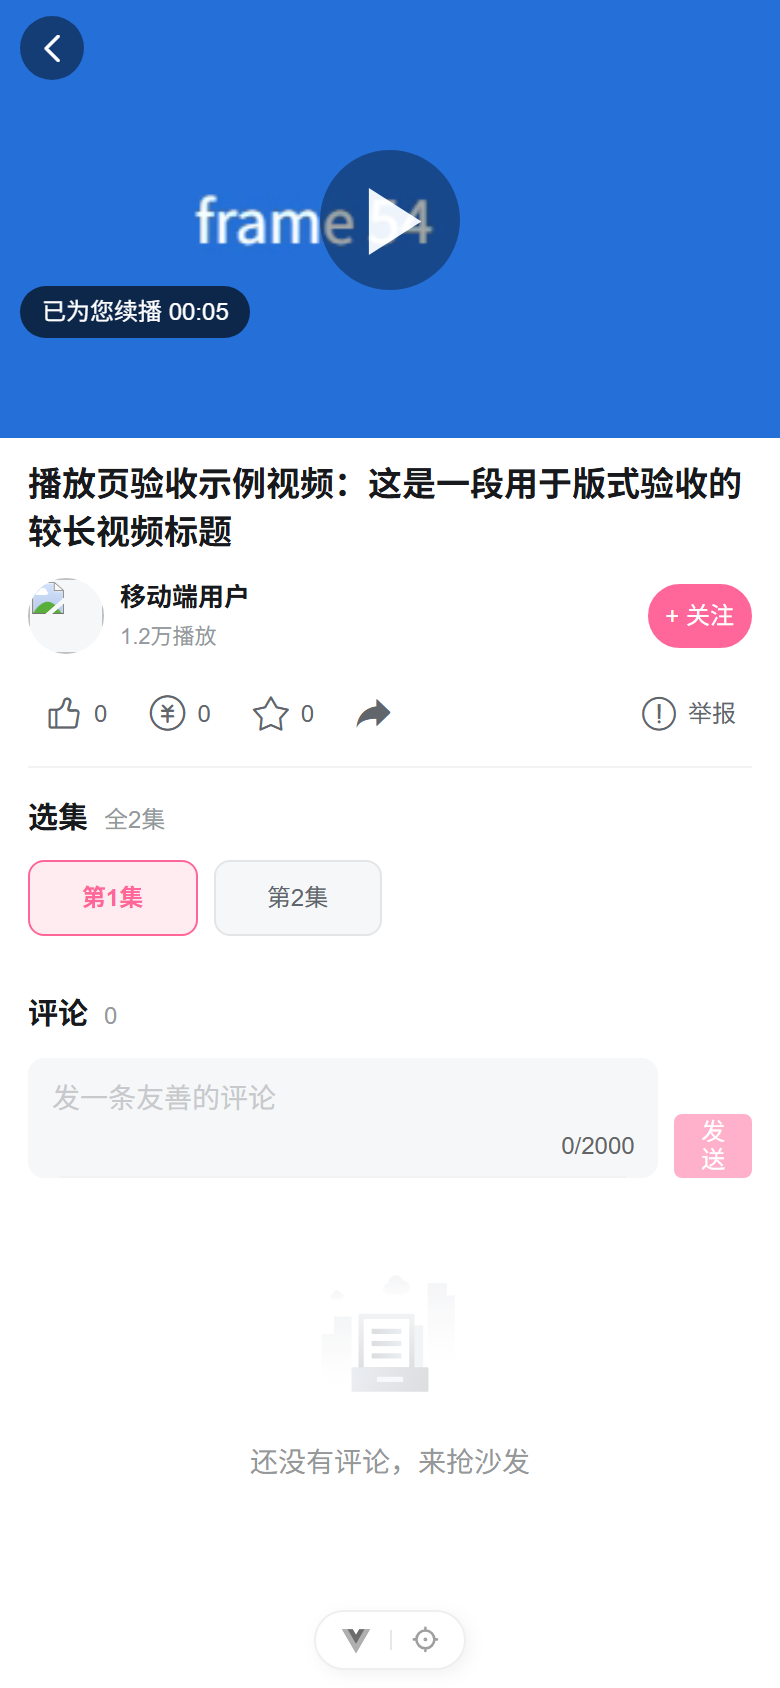 frame 54
已为您续播 00:05
播放页验收示例视频：这是一段用于版式验收的
较长视频标题
移动端用户
1.2万播放
+ 关注
0
0
0
举报
选集 全2集
第1集
第2集
评论 0
发一条友善的评论
0/2000
发
送
还没有评论，来抢沙发